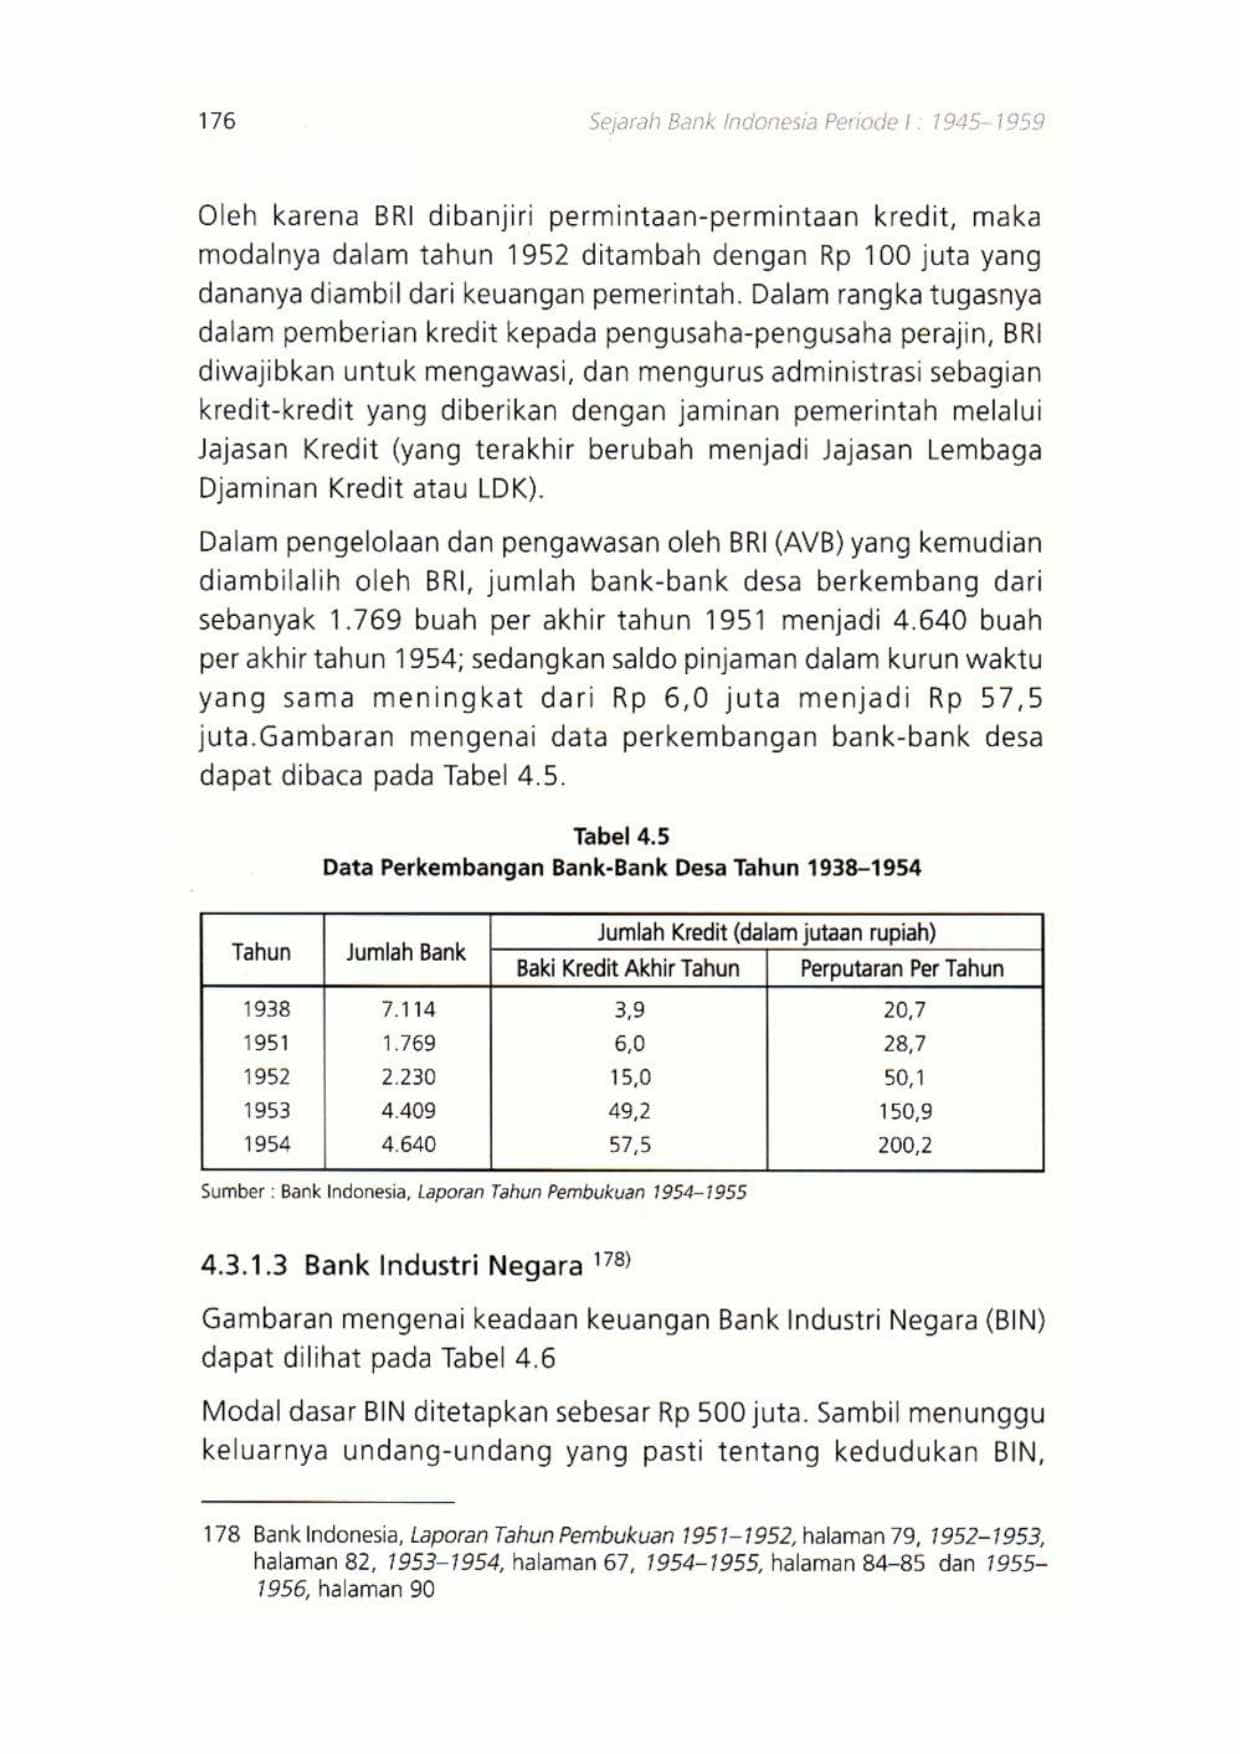 176
Sejarah Bank Indonesia Periode I : 1945–1959
Oleh karena BRI dibanjiri permintaan-permintaan kredit, maka
modalnya dalam tahun 1952 ditambah dengan Rp 100 juta yang
dananya diambil dari keuangan pemerintah. Dalam rangka tugasnya
dalam pemberian kredit kepada pengusaha-pengusaha perajin, BRI
diwajibkan untuk mengawasi, dan mengurus administrasi sebagian
kredit-kredit yang diberikan dengan jaminan pemerintah melalui
Jajasan Kredit (yang terakhir berubah menjadi Jajasan Lembaga
Djaminan Kredit atau LDK).
Dalam pengelolaan dan pengawasan oleh BRI (AVB) yang kemudian
diambilalih oleh BRI, jumlah bank-bank desa berkembang dari
sebanyak 1.769 buah per akhir tahun 1951 menjadi 4.640 buah
per akhir tahun 1954; sedangkan saldo pinjaman dalam kurun waktu
yang sama meningkat dari Rp 6,0 juta menjadi Rp 57,5
juta.Gambaran mengenai data perkembangan bank-bank desa
dapat dibaca pada Tabel 4.5.
Tabel 4.5
Data Perkembangan Bank-Bank Desa Tahun 1938–1954
Tahun Jumlah Bank Jumlah Kredit (dalam jutaan rupiah)
Baki Kredit Akhir Tahun Perputaran Per Tahun
1938 7.114 3,9 20,7
1951 1.769 6,0 28,7
1952 2.230 15,0 50,1
1953 4.409 49,2 150,9
1954 4.640 57,5 200,2
Sumber : Bank Indonesia, Laporan Tahun Pembukuan 1954–1955
4.3.1.3 Bank Industri Negara 178)
Gambaran mengenai keadaan keuangan Bank Industri Negara (BIN)
dapat dilihat pada Tabel 4.6
Modal dasar BIN ditetapkan sebesar Rp 500 juta. Sambil menunggu
keluarnya undang-undang yang pasti tentang kedudukan BIN,
178 Bank Indonesia, Laporan Tahun Pembukuan 1951–1952, halaman 79, 1952–1953,
halaman 82, 1953–1954, halaman 67, 1954–1955, halaman 84–85 dan 1955–
1956, halaman 90